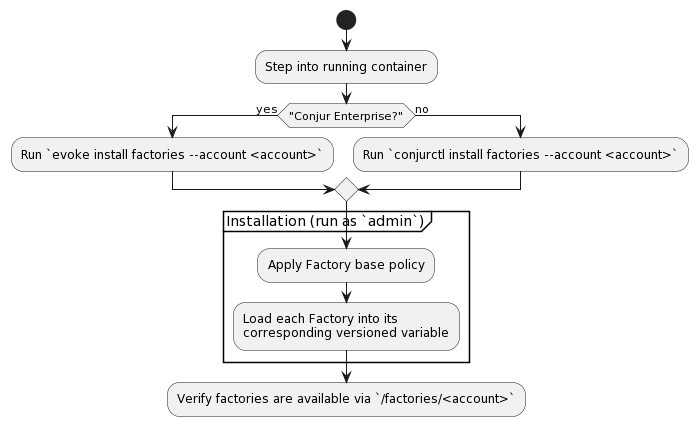 Step into running container
yes
"Conjur Enterprise?"
no
Run `evoke install factories --account <account>`
Run `conjurctl install factories --account <account>`
Installation (run as `admin`)
Apply Factory base policy
Load each Factory into its
corresponding versioned variable
Verify factories are available via `/factories/<account>`